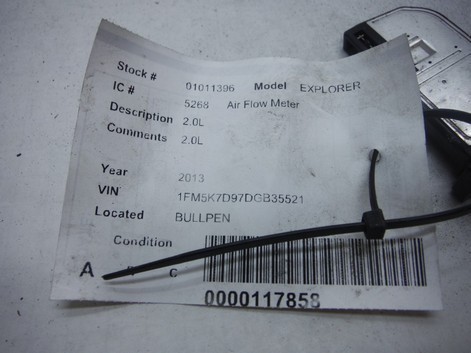 Stock # 01011396 Model EXPLORER
IC # 5268 Air Flow Meter
Description 2.0L
Comments 2.0L
Year 2013
VIN 1FM5K7D97DGB35521
Located BULLPEN
Condition
A C
0000117858